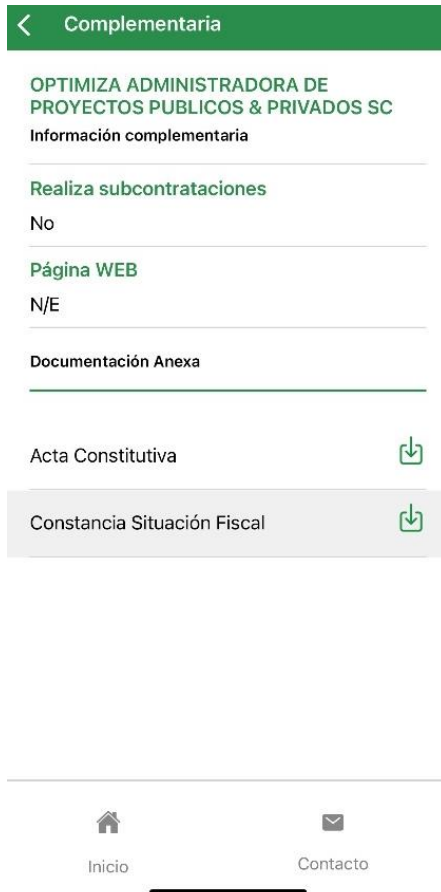 Complementaria
OPTIMIZA ADMINISTRADORA DE
PROYECTOS PUBLICOS & PRIVADOS SC
Información complementaria
Realiza subcontrataciones
No
Página WEB
N/E
Documentación Anexa
Acta Constitutiva
Constancia Situación Fiscal
Inicio
Contacto